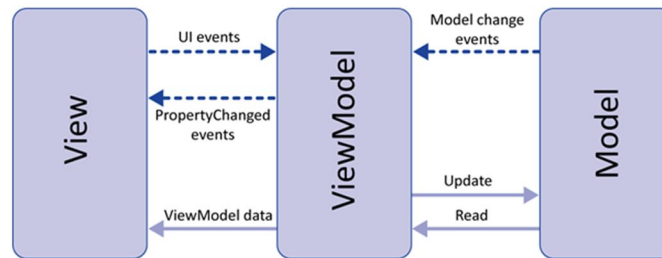 View
UI events
PropertyChanged
events
ViewModel data
ViewModel
Model change
events
Update
Read
Model